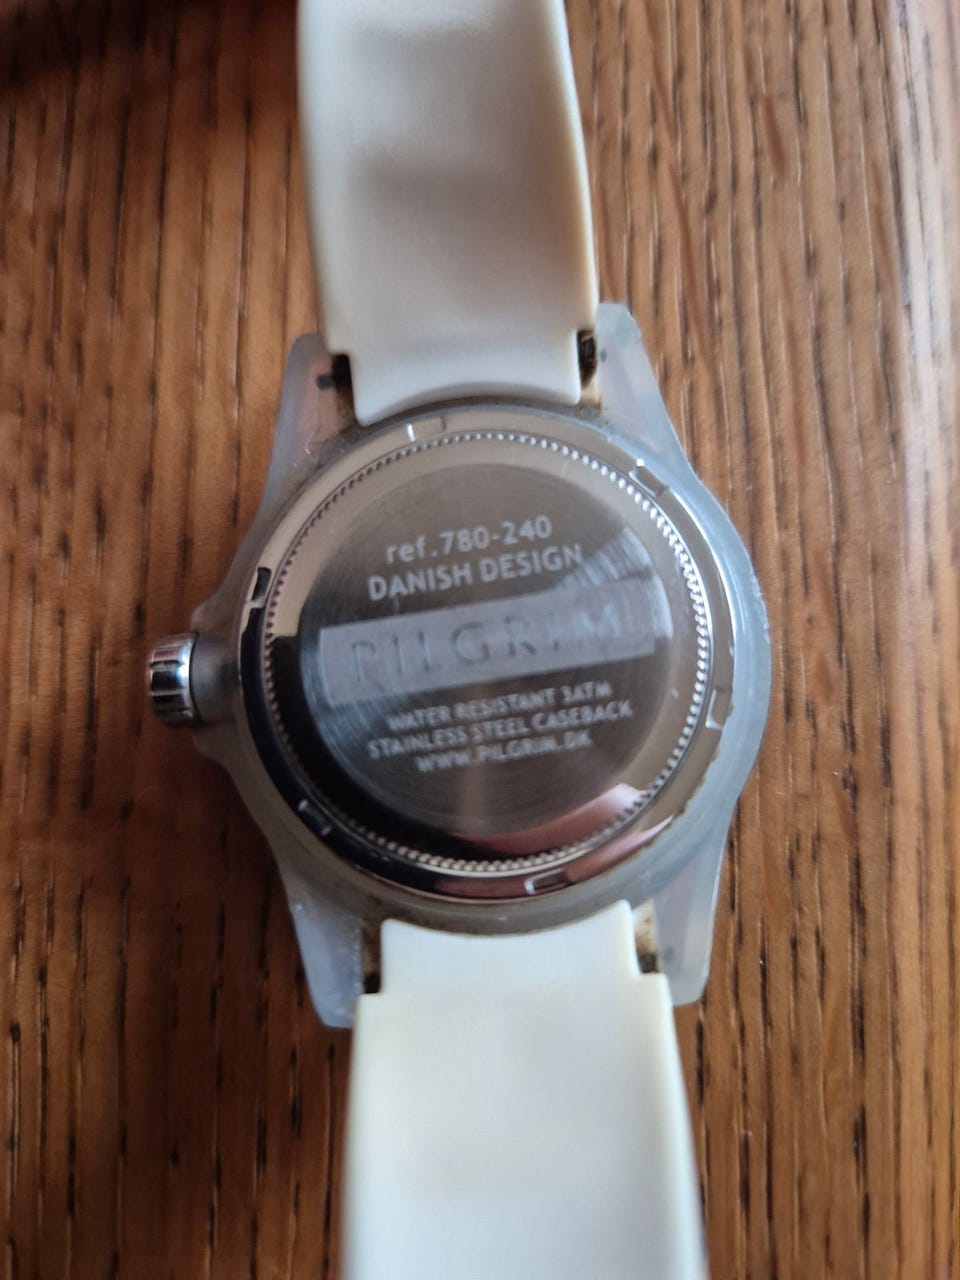 ref.780-240
DANISH DESIGN
PILGRIM
WATER RESISTANT 3ATM
STAINLESS STEEL CASEBACK
WWW.PILGRIM.DK